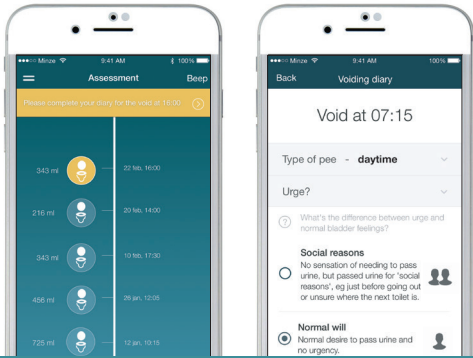 Minze 9:41 AM 100%
Assessment Beep
Please complete your diary for the void at 18:00
343 ml 22 feb, 16:00
216 ml 20 feb, 14:00
343 ml 10 feb, 17:30
456 ml 26 jan, 12:05
725 ml 12 jan, 10:15
Minze 9:41 AM 100%
Back Voiding diary
Void at 07:15
Type of pee - daytime
Urge?
? What's the difference between urge and
normal bladder feelings?
Social reasons
No sensation of needing to pass
urine, but passed urine for 'social
reasons', eg just before going out
or unsure where the next toilet is.
Normal will
Normal desire to pass urine and
no urgency.